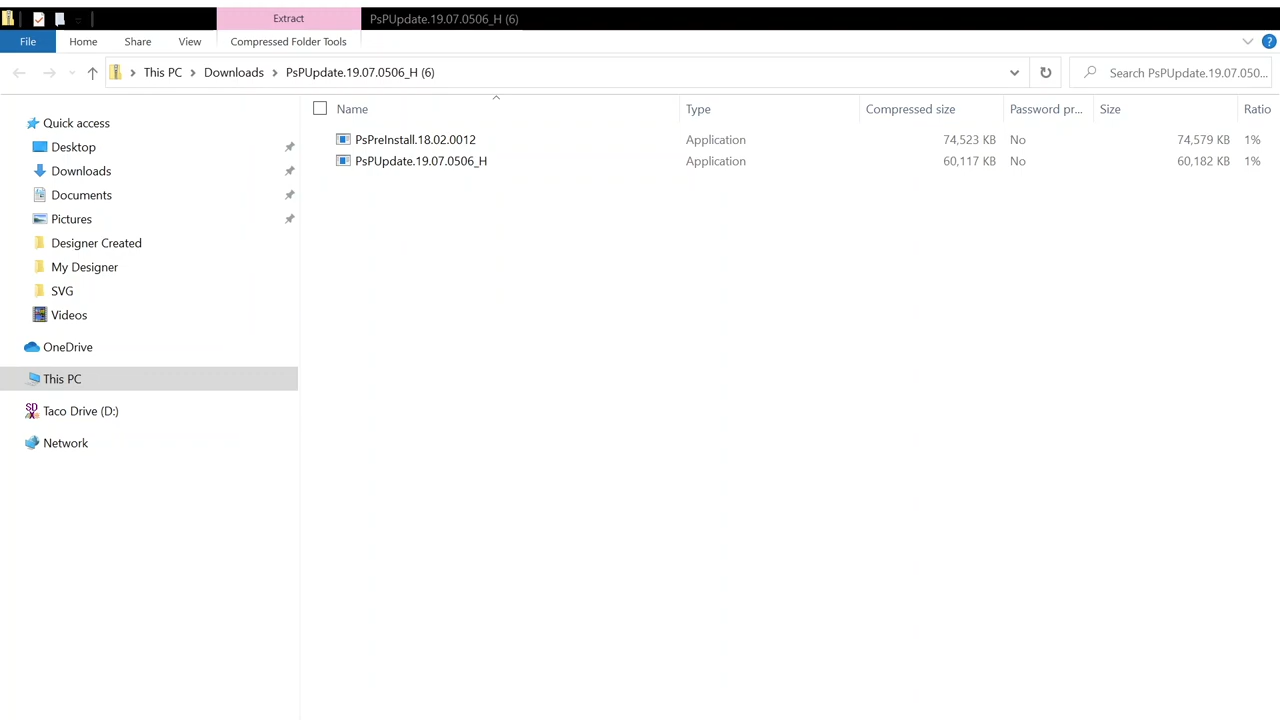 Extract
PsPUpdate.19.07.0506_H (6)
File
Home
Share
View
Compressed Folder Tools
?
This PC
Downloads
PsPUpdate.19.07.0506_H (6)
Search PsPUpdate.19.07.050...
Name
Type
Compressed size
Password pr...
Size
Ratio
PsPreInstall.18.02.0012
Application
74,523 KB
No
74,579 KB
1%
PsPUpdate.19.07.0506_H
Application
60,117 KB
No
60,182 KB
1%
Quick access
Desktop
Downloads
Documents
Pictures
Designer Created
My Designer
SVG
Videos
OneDrive
This PC
Taco Drive (D:)
Network